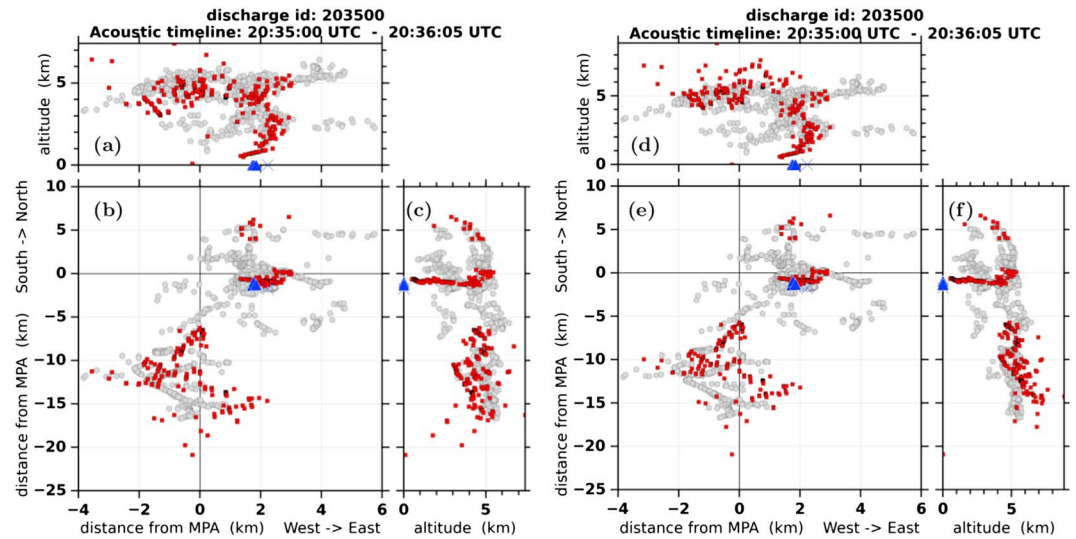 discharge id: 203500
Acoustic timeline: 20:35:00 UTC - 20:36:05 UTC
altitude (km)
5
0
(a)
10
5
0
−5
−10
−15
−20
−25
distance from MPA (km) South -> North
(b)
(c)
−4
−2
0
2
4
6
0
5
distance from MPA (km) West -> East
altitude (km)
discharge id: 203500
Acoustic timeline: 20:35:00 UTC - 20:36:05 UTC
altitude (km)
5
0
(d)
10
5
0
−5
−10
−15
−20
−25
distance from MPA (km) South -> North
(e)
(f)
−4
−2
0
2
4
6
0
5
distance from MPA (km) West -> East
altitude (km)